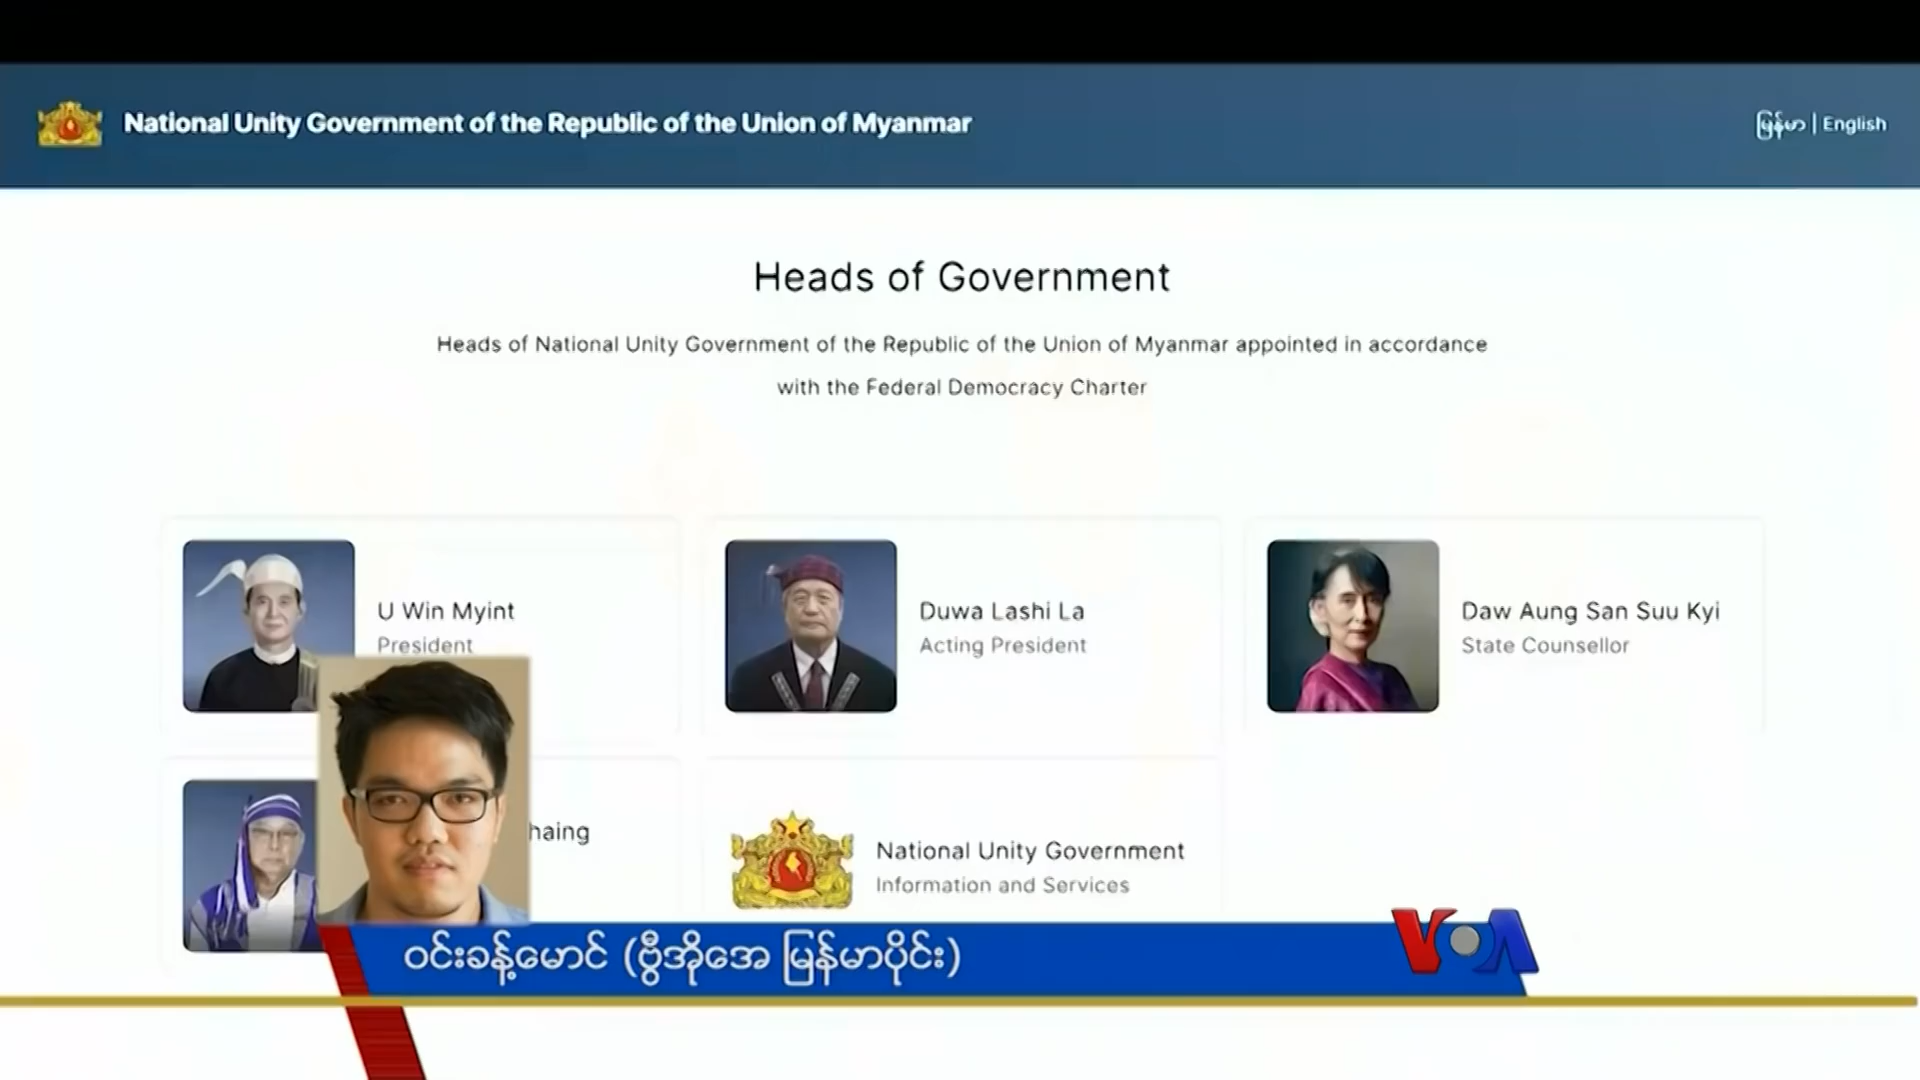 National Unity Government of the Republic of the Union of Myanmar
မြန်မာ | English
Heads of Government
Heads of National Unity Government of the Republic of the Union of Myanmar appointed in accordance
with the Federal Democracy Charter
U Win Myint
President
Duwa Lashi La
Acting President
Daw Aung San Suu Kyi
State Counsellor
haing
National Unity Government
Information and Services
ဝင်းခန့်မောင် (ဗွီအိုအေ မြန်မာပိုင်း)
VOA